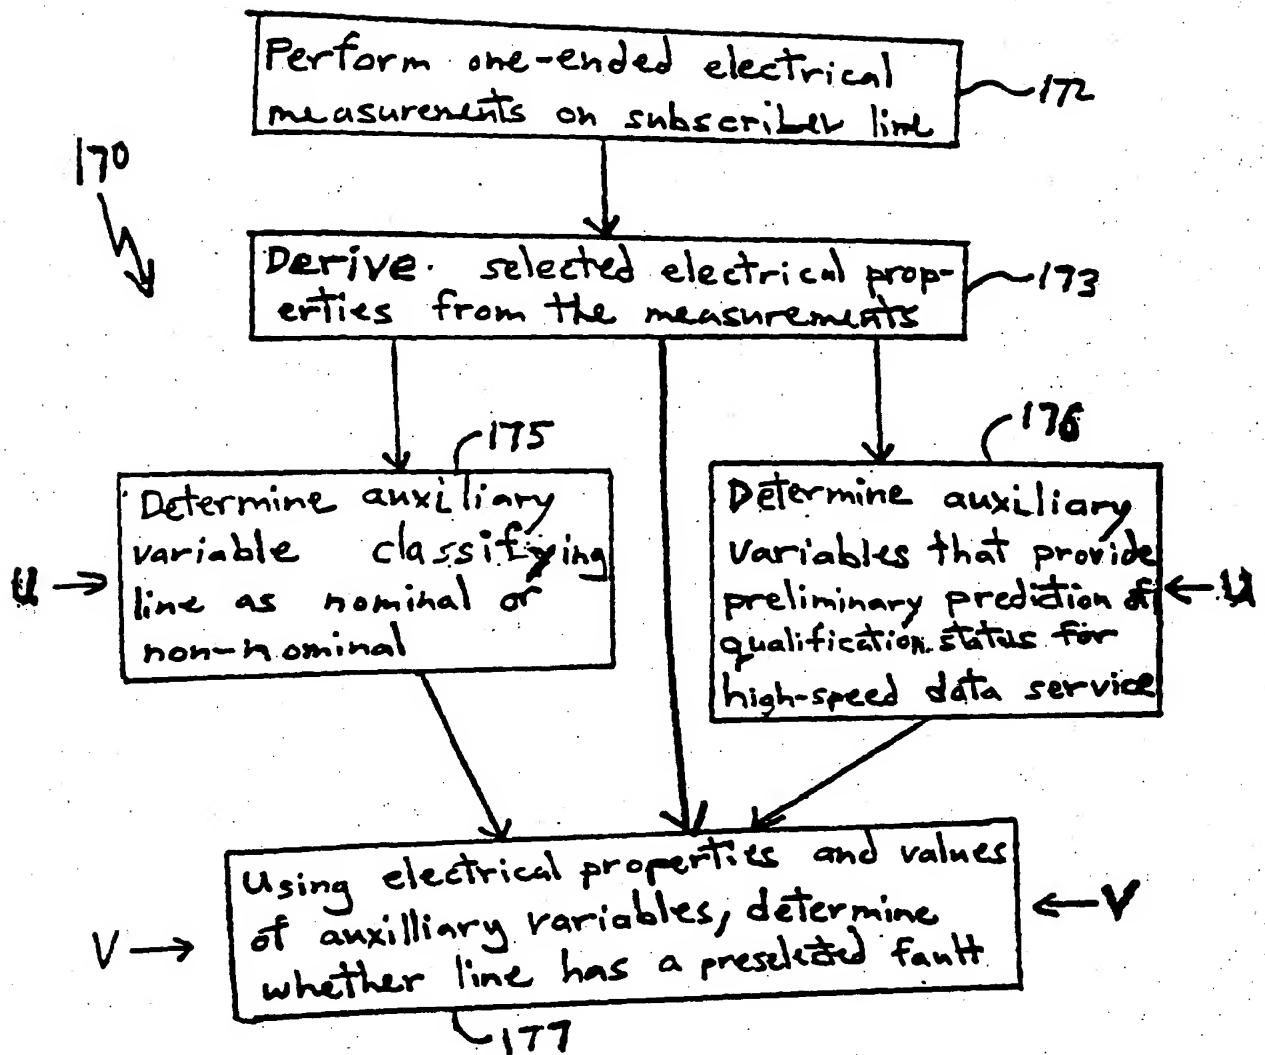 Perform one-ended electrical
measurements on subscriber line
172
170
Derive. selected electrical prop-
erties from the measurements
173
175
176
Determine auxiliary
variable classifying
line as nominal or
non-nominal
u
Determine auxiliary
variables that provide
preliminary prediction of
qualification status for
high-speed data service
u
Using electrical properties and values
of auxilliary variables, determine
whether line has a preselected fault
V
V
177